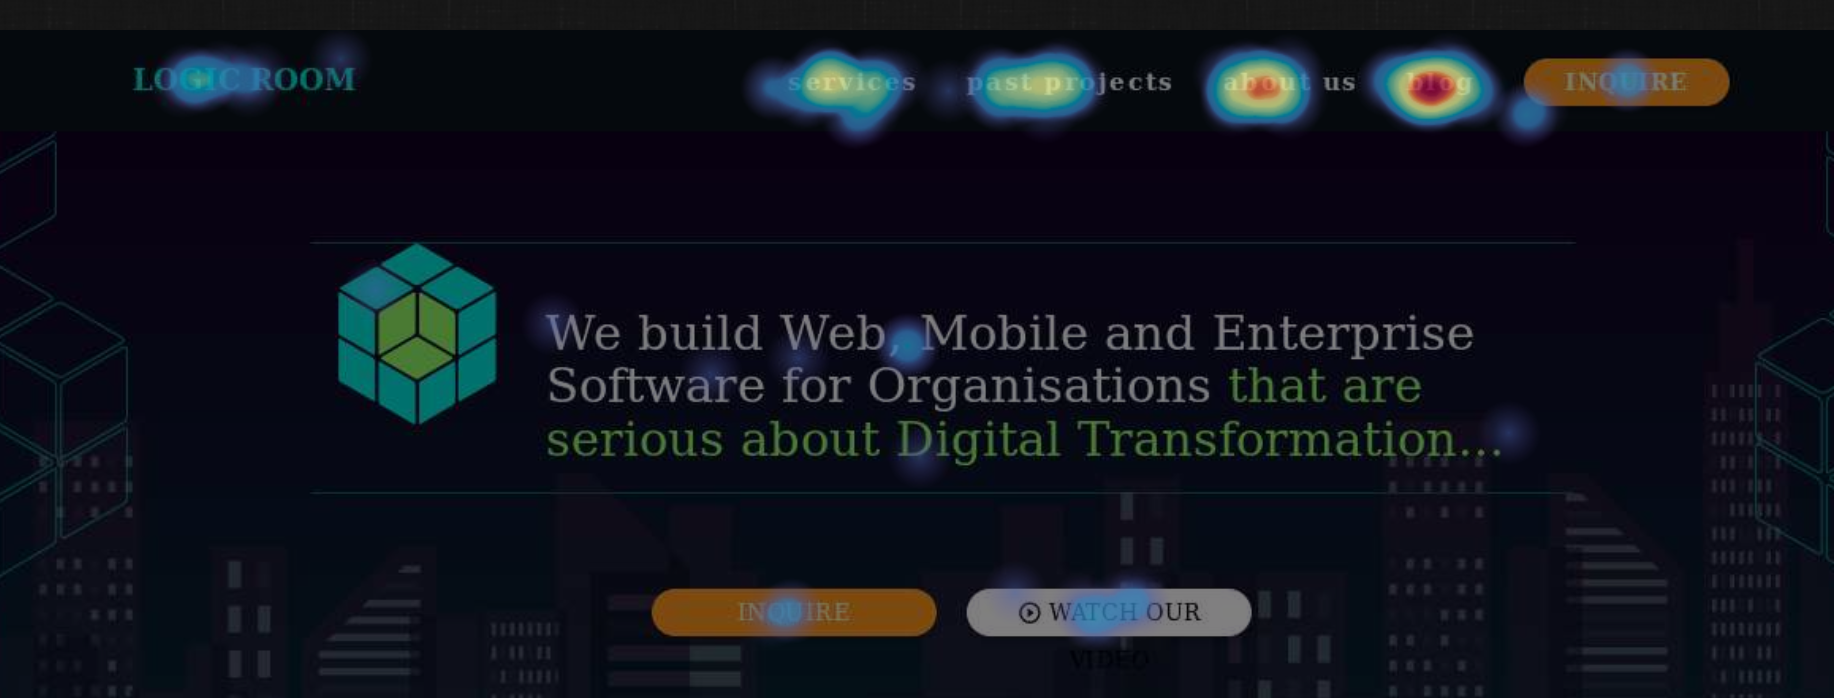 LOGIC ROOM
services
past projects
about us
blog
INQUIRE
We build Web, Mobile and Enterprise
Software for Organisations that are
serious about Digital Transformation...
INQUIRE
WATCH OUR
VIDEO